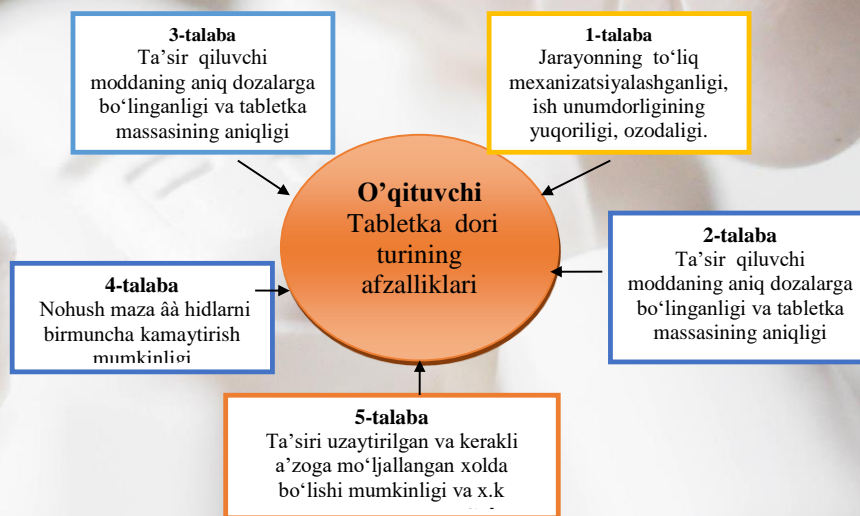 3-talaba
Ta’sir qiluvchi
moddaning aniq dozalarga
bo‘linganligi va tabletka
massasining aniqligi
1-talaba
Jarayonning to‘liq
mexanizatsiyalashganligi,
ish unumdorligining
yuqoriligi, ozodaligi.
O’qituvchi
Tabletka dori
turining
afzalliklari
4-talaba
Nohush maza âà hidlarni
birmuncha kamaytirish
mumkinligi
2-talaba
Ta’sir qiluvchi
moddaning aniq dozalarga
bo‘linganligi va tabletka
massasining aniqligi
5-talaba
Ta’siri uzaytirilgan va kerakli
a’zoga mo‘ljallangan xolda
bo‘lishi mumkinligi va x.k